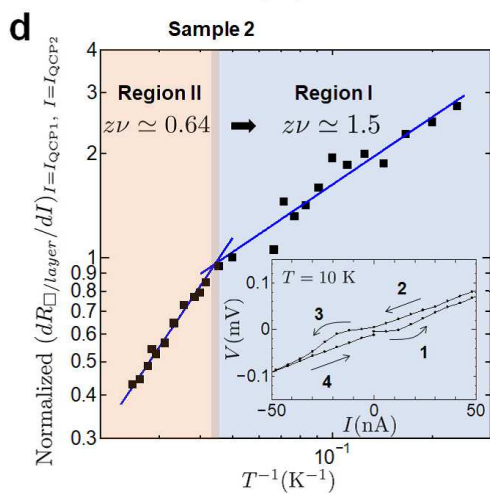 d
Sample 2
Region II
Region I
zν ≃ 0.64
➡
zν ≃ 1.5
Normalized (dR□/layer/dI)I=IQCP1, I=IQCP2
4
3
2
1
0.9
0.8
0.7
0.6
0.5
0.4
0.3
10⁻¹
T⁻¹(K⁻¹)
T = 10 K
V(mV)
0.1
0
−0.1
1
2
3
4
−50
0
50
I(nA)